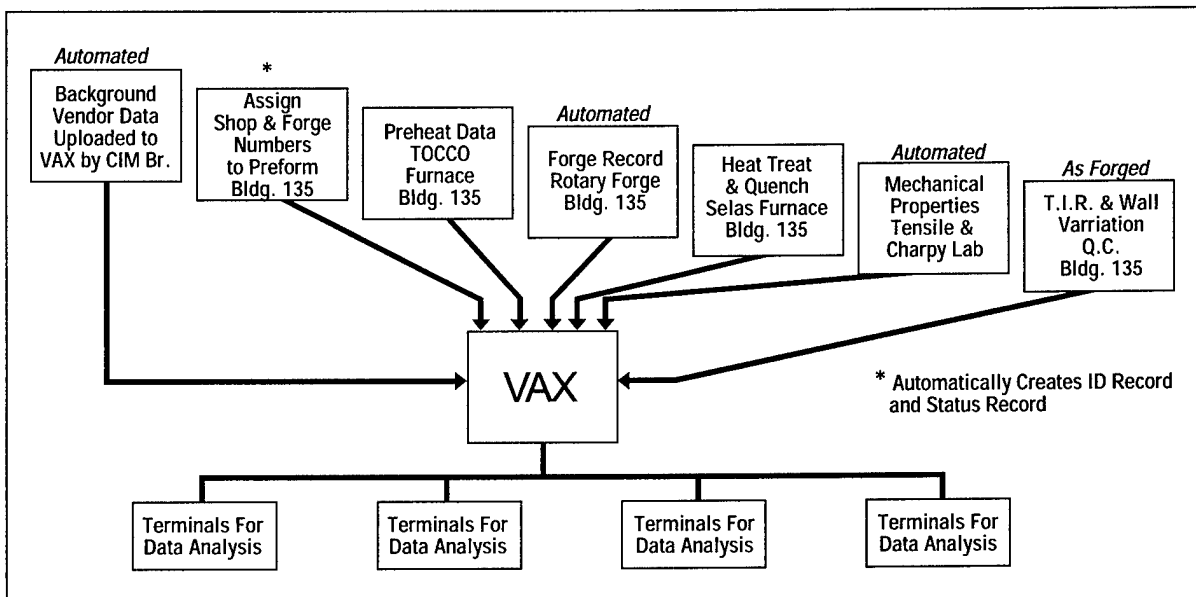 Automated
Background
Vendor Data
Uploaded to
VAX by CIM Br.
*
Assign
Shop & Forge
Numbers
to Preform
Bldg. 135
Preheat Data
TOCCO
Furnace
Bldg. 135
Automated
Forge Record
Rotary Forge
Bldg. 135
Heat Treat
& Quench
Selas Furnace
Bldg. 135
Automated
Mechanical
Properties
Tensile &
Charpy Lab
As Forged
T.I.R. & Wall
Varriation
Q.C.
Bldg. 135
VAX
* Automatically Creates ID Record
and Status Record
Terminals For
Data Analysis
Terminals For
Data Analysis
Terminals For
Data Analysis
Terminals For
Data Analysis